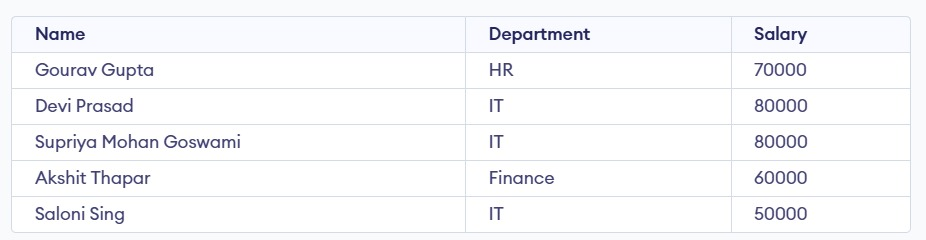 Name Department Salary
Gourav Gupta HR 70000
Devi Prasad IT 80000
Supriya Mohan Goswami IT 80000
Akshit Thapar Finance 60000
Saloni Sing IT 50000